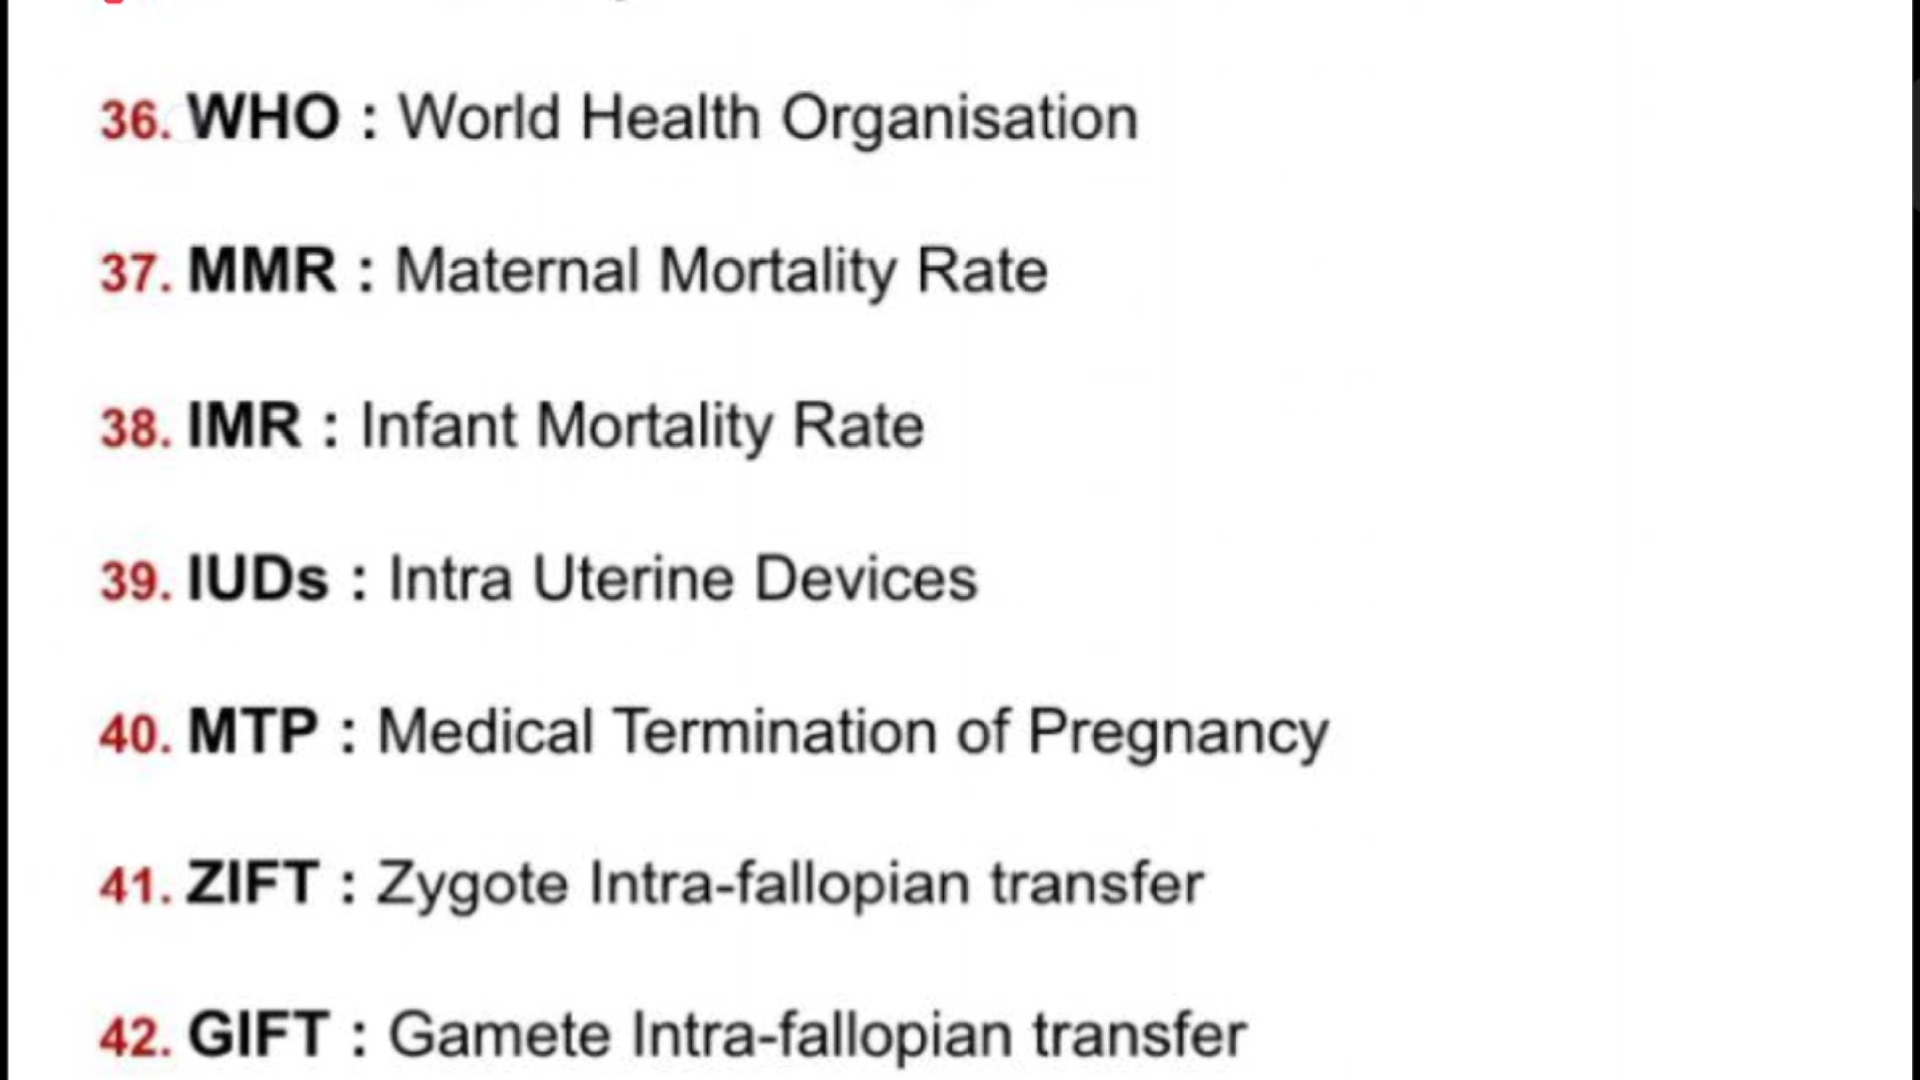 36. WHO : World Health Organisation
37. MMR : Maternal Mortality Rate
38. IMR : Infant Mortality Rate
39. IUDs : Intra Uterine Devices
40. MTP : Medical Termination of Pregnancy
41. ZIFT : Zygote Intra-fallopian transfer
42. GIFT : Gamete Intra-fallopian transfer